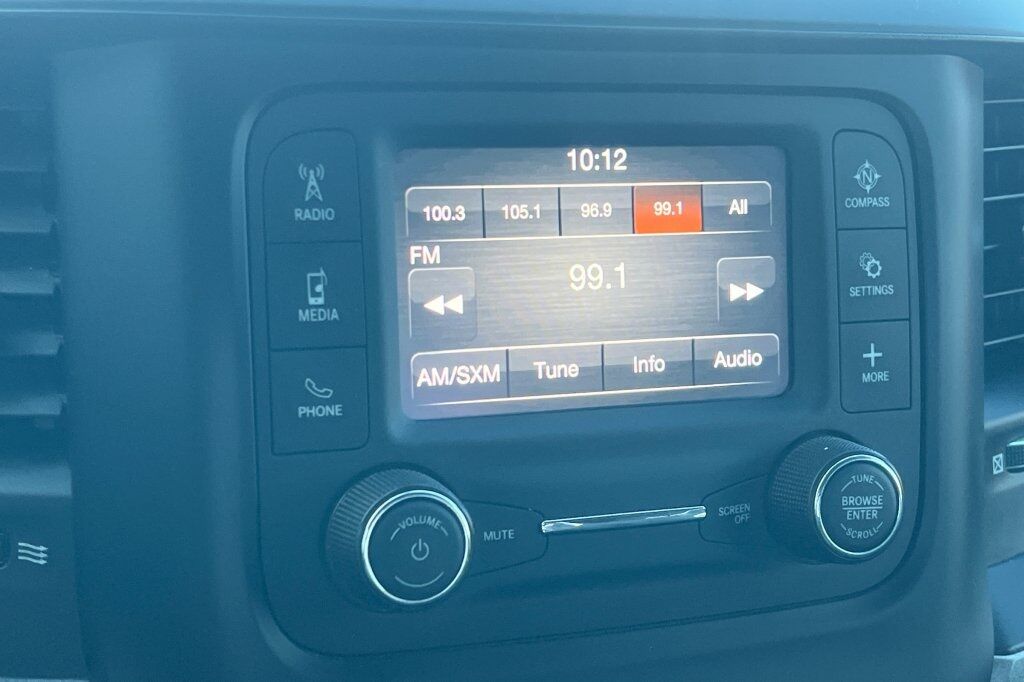 10:12
100.3 105.1 96.9 99.1 All
FM
99.1
AM/SXM Tune Info Audio
RADIO
MEDIA
PHONE
N
COMPASS
SETTINGS
MORE
VOLUME
MUTE
SCREEN
OFF
TUNE
BROWSE
ENTER
SCROLL